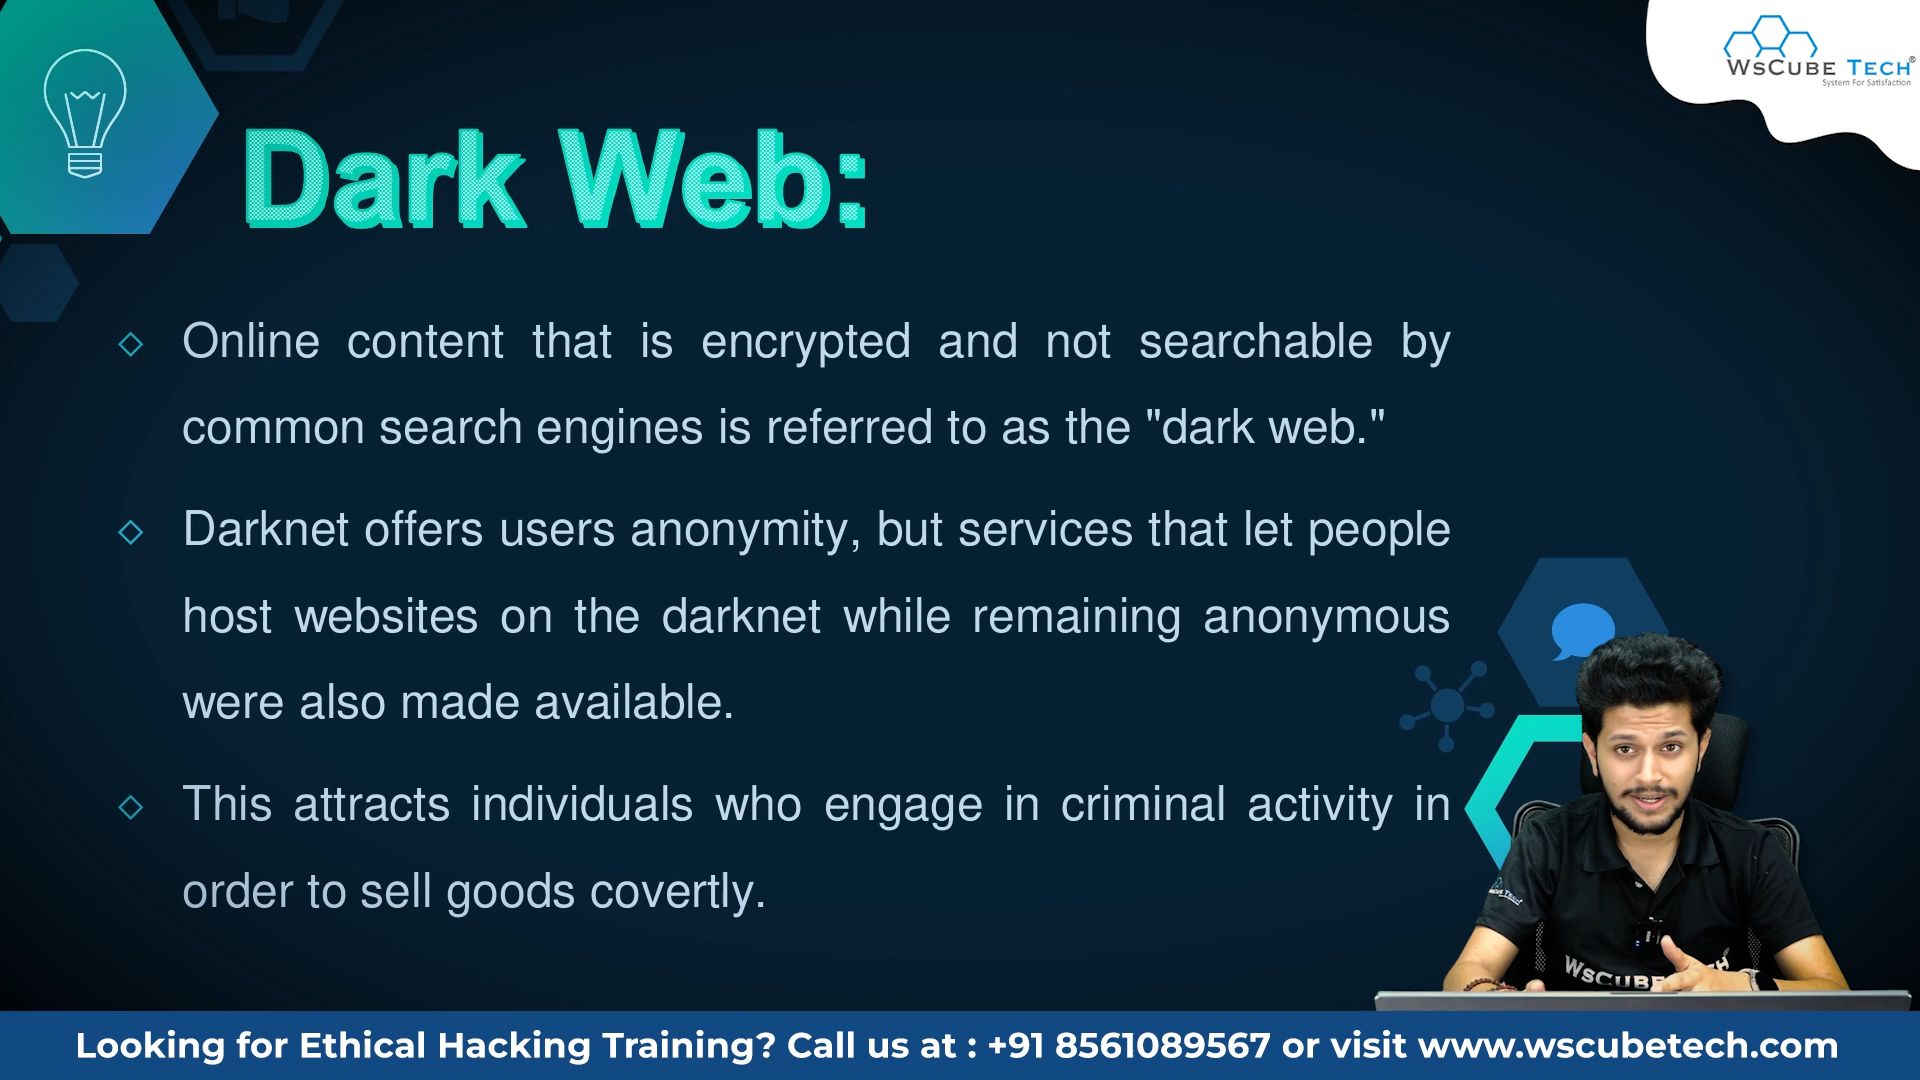 WSCUBE TECH®
System For Satisfaction
Dark Web:
Online content that is encrypted and not searchable by
common search engines is referred to as the "dark web."
Darknet offers users anonymity, but services that let people
host websites on the darknet while remaining anonymous
were also made available.
This attracts individuals who engage in criminal activity in
order to sell goods covertly.
WSCUBE
Looking for Ethical Hacking Training? Call us at : +91 8561089567 or visit www.wscubetech.com